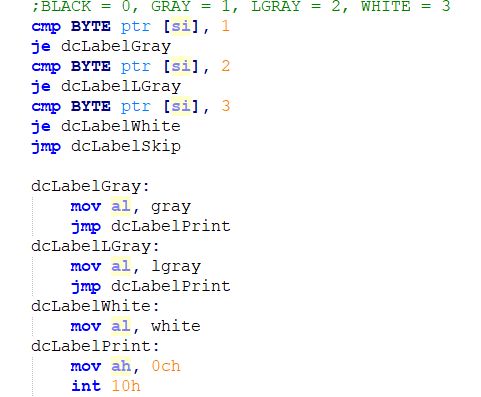 ;BLACK = 0, GRAY = 1, LGRAY = 2, WHITE = 3
cmp BYTE ptr [si], 1
je dcLabelGray
cmp BYTE ptr [si], 2
je dcLabelLGray
cmp BYTE ptr [si], 3
je dcLabelWhite
jmp dcLabelSkip

dcLabelGray:
    mov al, gray
    jmp dcLabelPrint
dcLabelLGray:
    mov al, lgray
    jmp dcLabelPrint
dcLabelWhite:
    mov al, white
dcLabelPrint:
    mov ah, 0ch
    int 10h